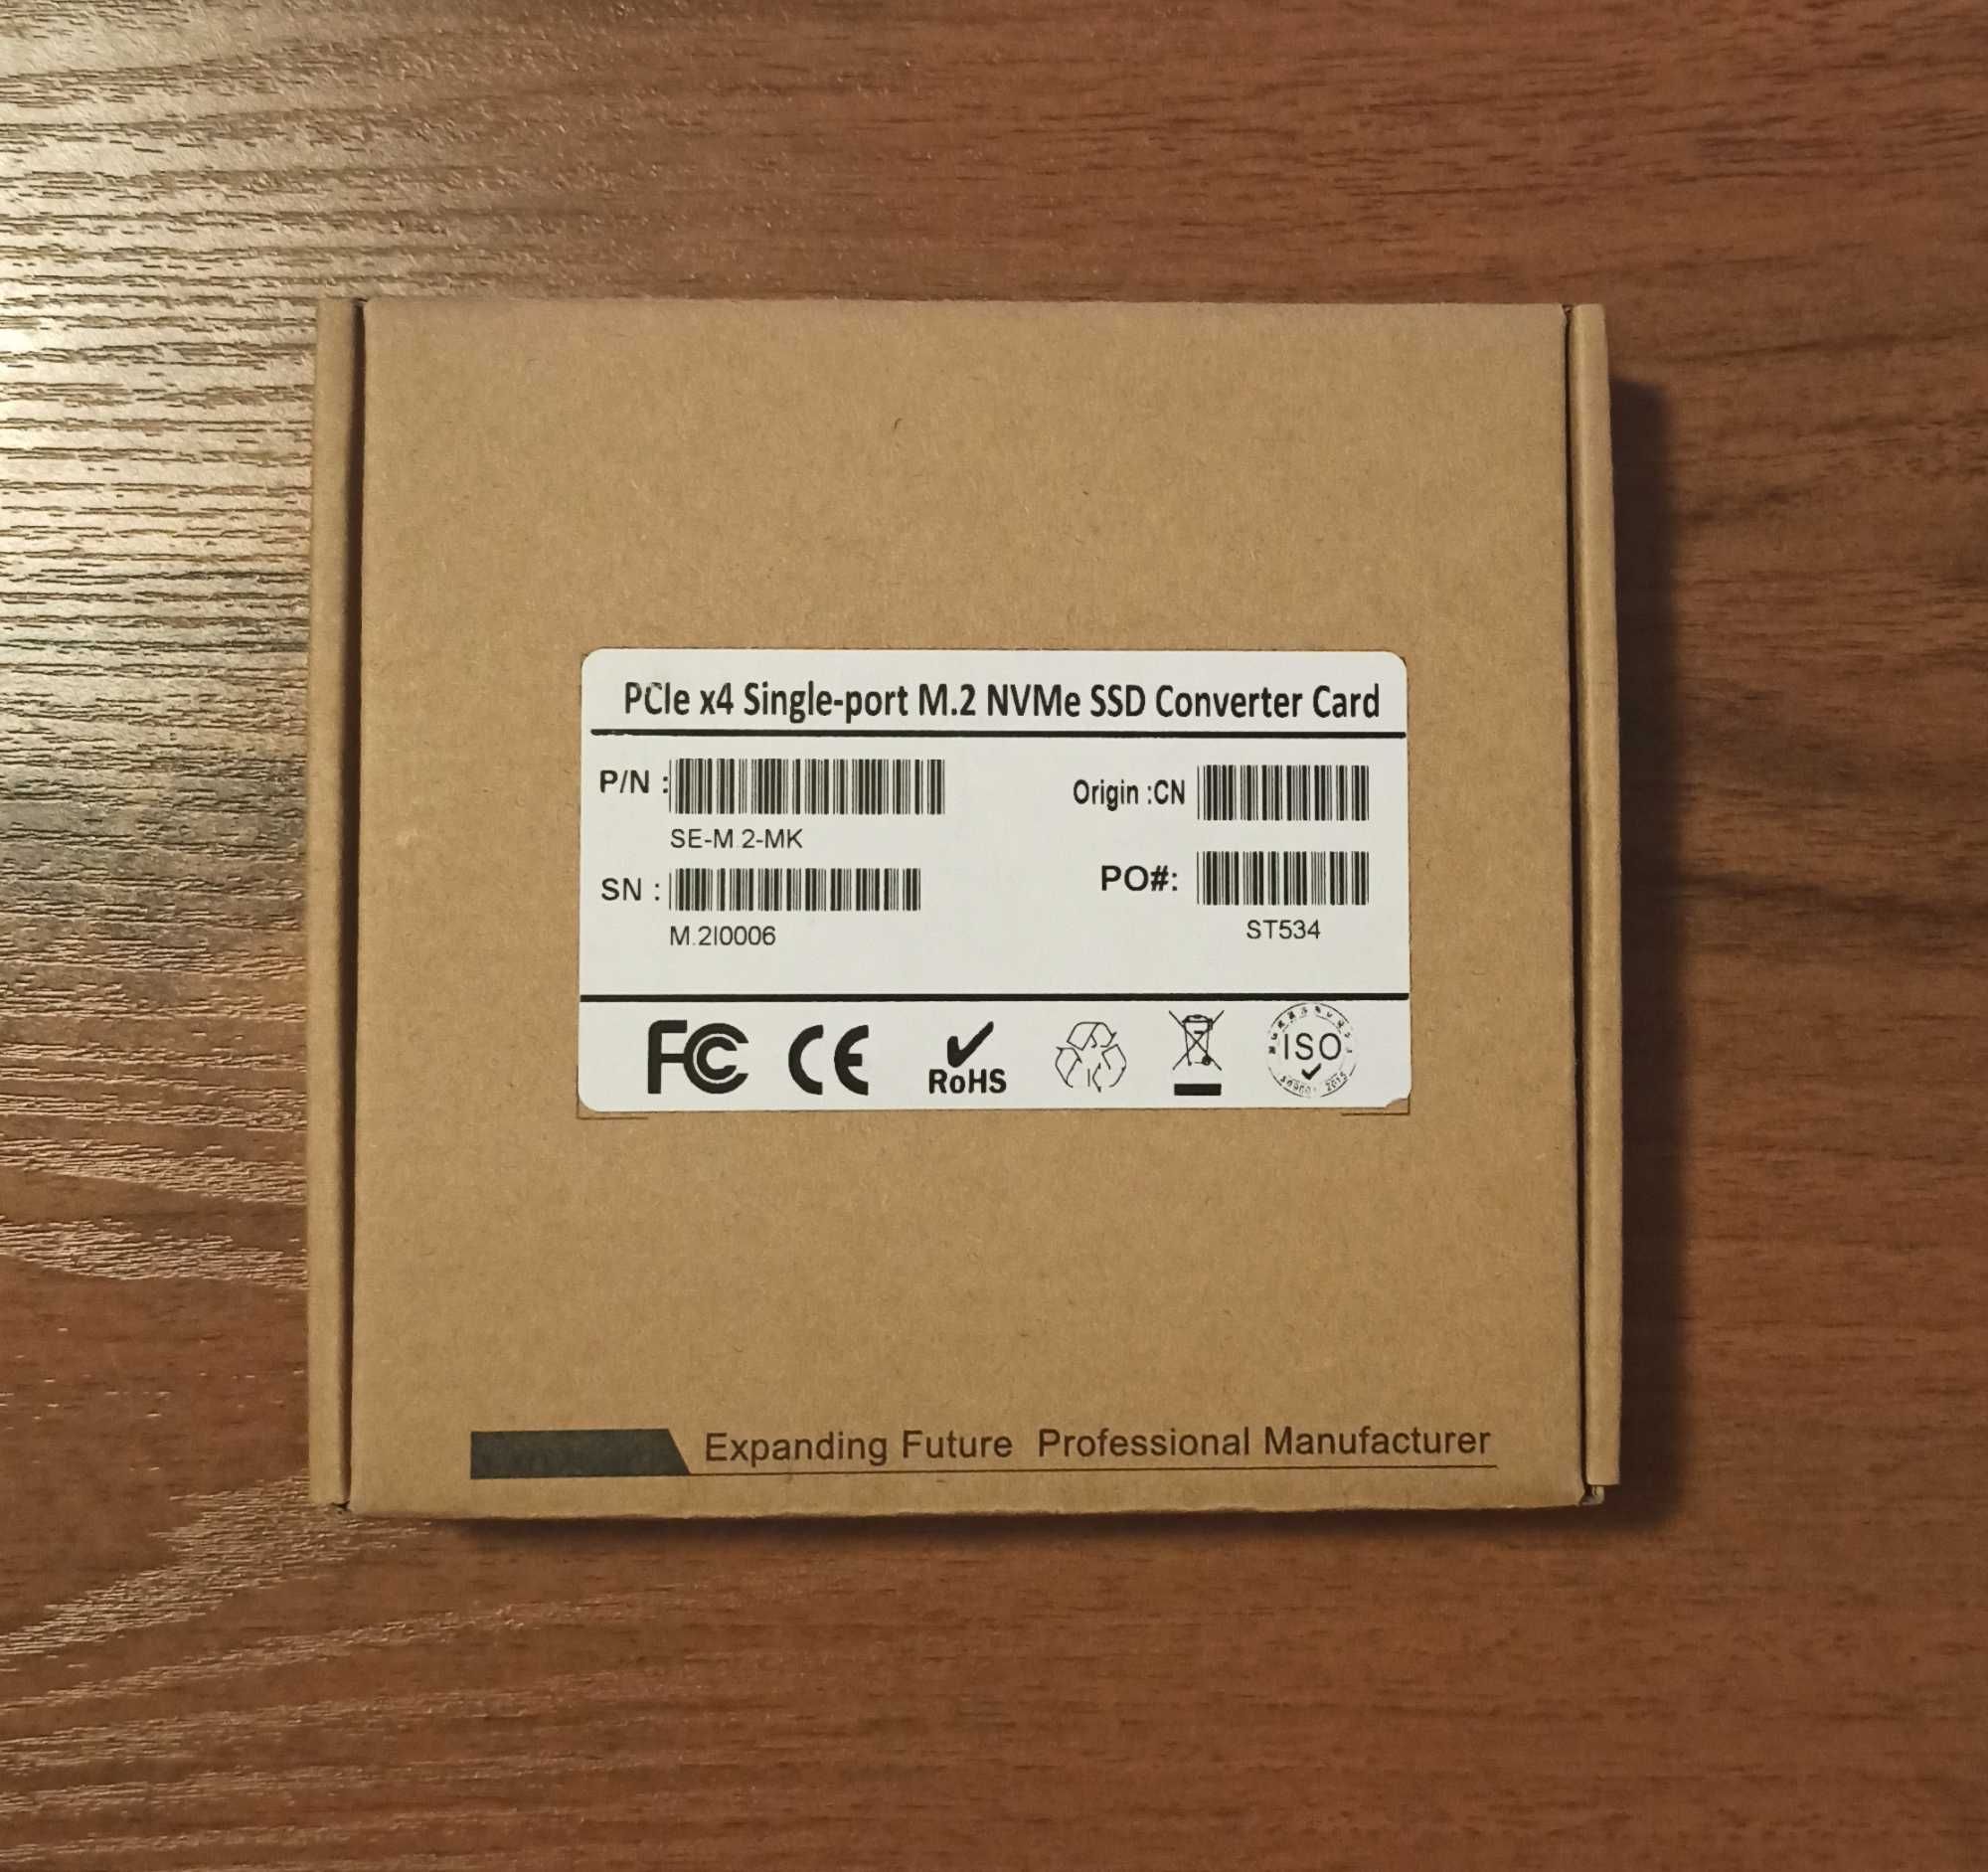 PCIe x4 Single-port M.2 NVMe SSD Converter Card
P/N :
SE-M.2-MK
Origin :CN
SN :
M.2I0006
PO#:
ST534
FC CE RoHS ISO
Expanding Future Professional Manufacturer